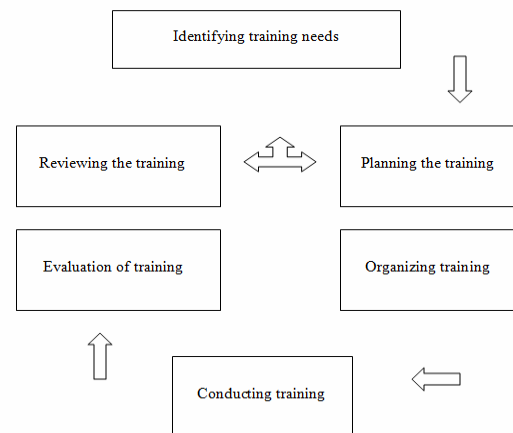 Identifying training needs
Reviewing the training
Planning the training
Evaluation of training
Organizing training
Conducting training